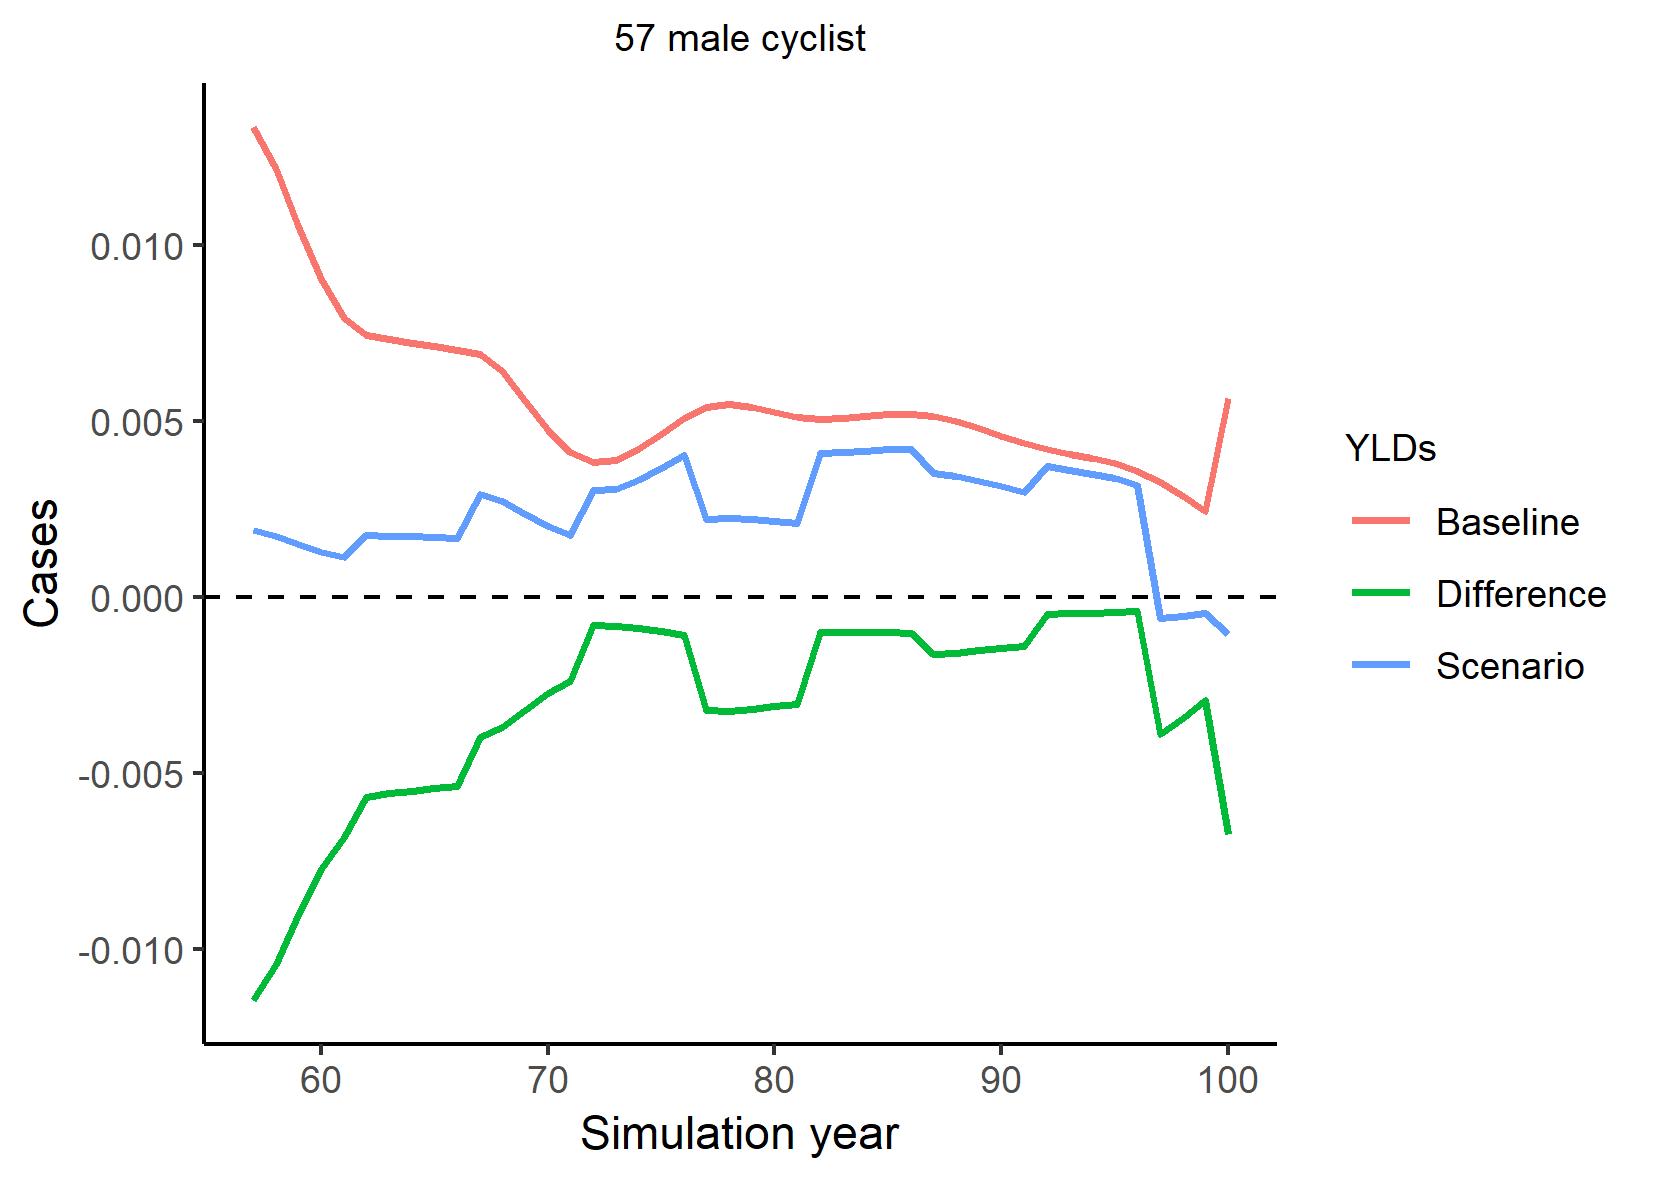 57 male cyclist
Cases
0.010
0.005
0.000
-0.005
-0.010
60 70 80 90 100
Simulation year
YLDs
Baseline
Difference
Scenario